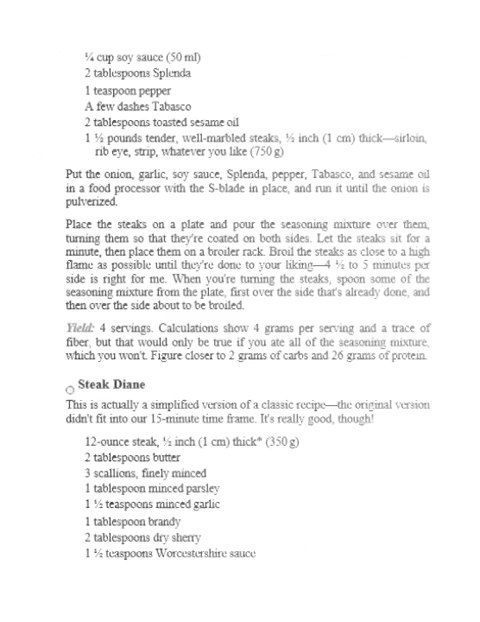 ¼ cup soy sauce (50 ml)
2 tablespoons Splenda
1 teaspoon pepper
A few dashes Tabasco
2 tablespoons toasted sesame oil
1 ½ pounds tender, well-marbled steaks, ½ inch (1 cm) thick—sirloin,
rib eye, strip, whatever you like (750 g)
Put the onion, garlic, soy sauce, Splenda, pepper, Tabasco, and sesame oil
in a food processor with the S-blade in place, and run it until the onion is
pulverized.
Place the steaks on a plate and pour the seasoning mixture over them,
turning them so that they're coated on both sides. Let the steaks sit for a
minute, then place them on a broiler rack. Broil the steaks as close to a high
flame as possible until they're done to your liking—4 ½ to 5 minutes per
side is right for me. When you're turning the steaks, spoon some of the
seasoning mixture from the plate, first over the side that's already done, and
then over the side about to be broiled.
Yield: 4 servings. Calculations show 4 grams per serving and a trace of
fiber, but that would only be true if you ate all of the seasoning mixture,
which you won't. Figure closer to 2 grams of carbs and 26 grams of protein.
Steak Diane
This is actually a simplified version of a classic recipe—the original version
didn't fit into our 15-minute time frame. It's really good, though!
12-ounce steak, ½ inch (1 cm) thick* (350 g)
2 tablespoons butter
3 scallions, finely minced
1 tablespoon minced parsley
1 ½ teaspoons minced garlic
1 tablespoon brandy
2 tablespoons dry sherry
1 ½ teaspoons Worcestershire sauce